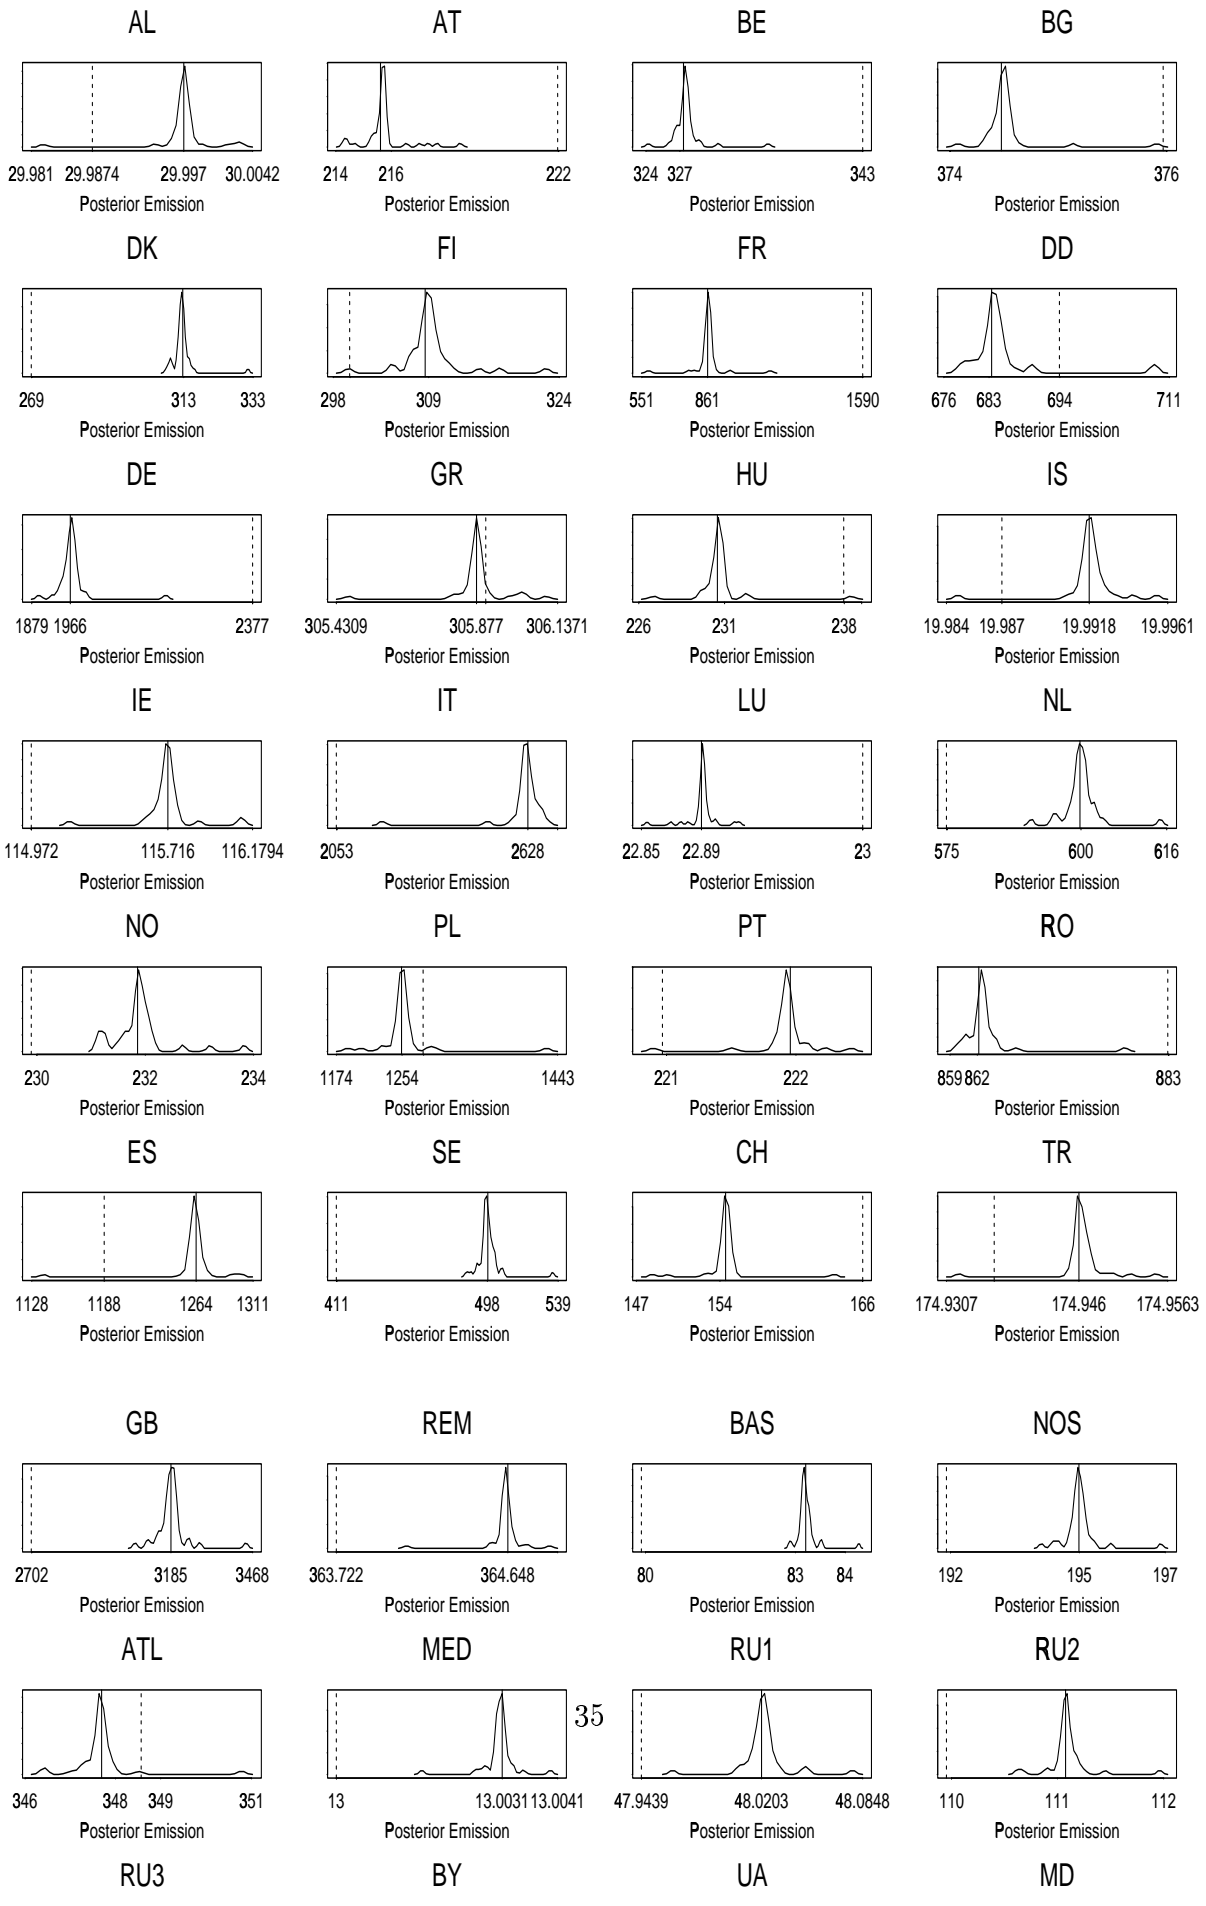 AL AT BE BG
29.981 29.9874 29.997 30.0042 214 216 222 324 327 343 374 376
Posterior Emission Posterior Emission Posterior Emission Posterior Emission
DK FI FR DD
269 313 333 298 309 324 551 861 1590 676 683 694 711
Posterior Emission Posterior Emission Posterior Emission Posterior Emission
DE GR HU IS
1879 1966 2377 305.4309 305.877 306.1371 226 231 238 19.984 19.987 19.9918 19.9961
Posterior Emission Posterior Emission Posterior Emission Posterior Emission
IE IT LU NL
114.972 115.716 116.1794 2053 2628 22.85 22.89 23 575 600 616
Posterior Emission Posterior Emission Posterior Emission Posterior Emission
NO PL PT RO
230 232 234 1174 1254 1443 221 222 859 862 883
Posterior Emission Posterior Emission Posterior Emission Posterior Emission
ES SE CH TR
1128 1188 1264 1311 411 498 539 147 154 166 174.9307 174.946 174.9563
Posterior Emission Posterior Emission Posterior Emission Posterior Emission
GB REM BAS NOS
2702 3185 3468 363.722 364.648 80 83 84 192 195 197
Posterior Emission Posterior Emission Posterior Emission Posterior Emission
ATL MED RU1 RU2
35
346 348 349 351 13 13.0031 13.0041 47.9439 48.0203 48.0848 110 111 112
Posterior Emission Posterior Emission Posterior Emission Posterior Emission
RU3 BY UA MD